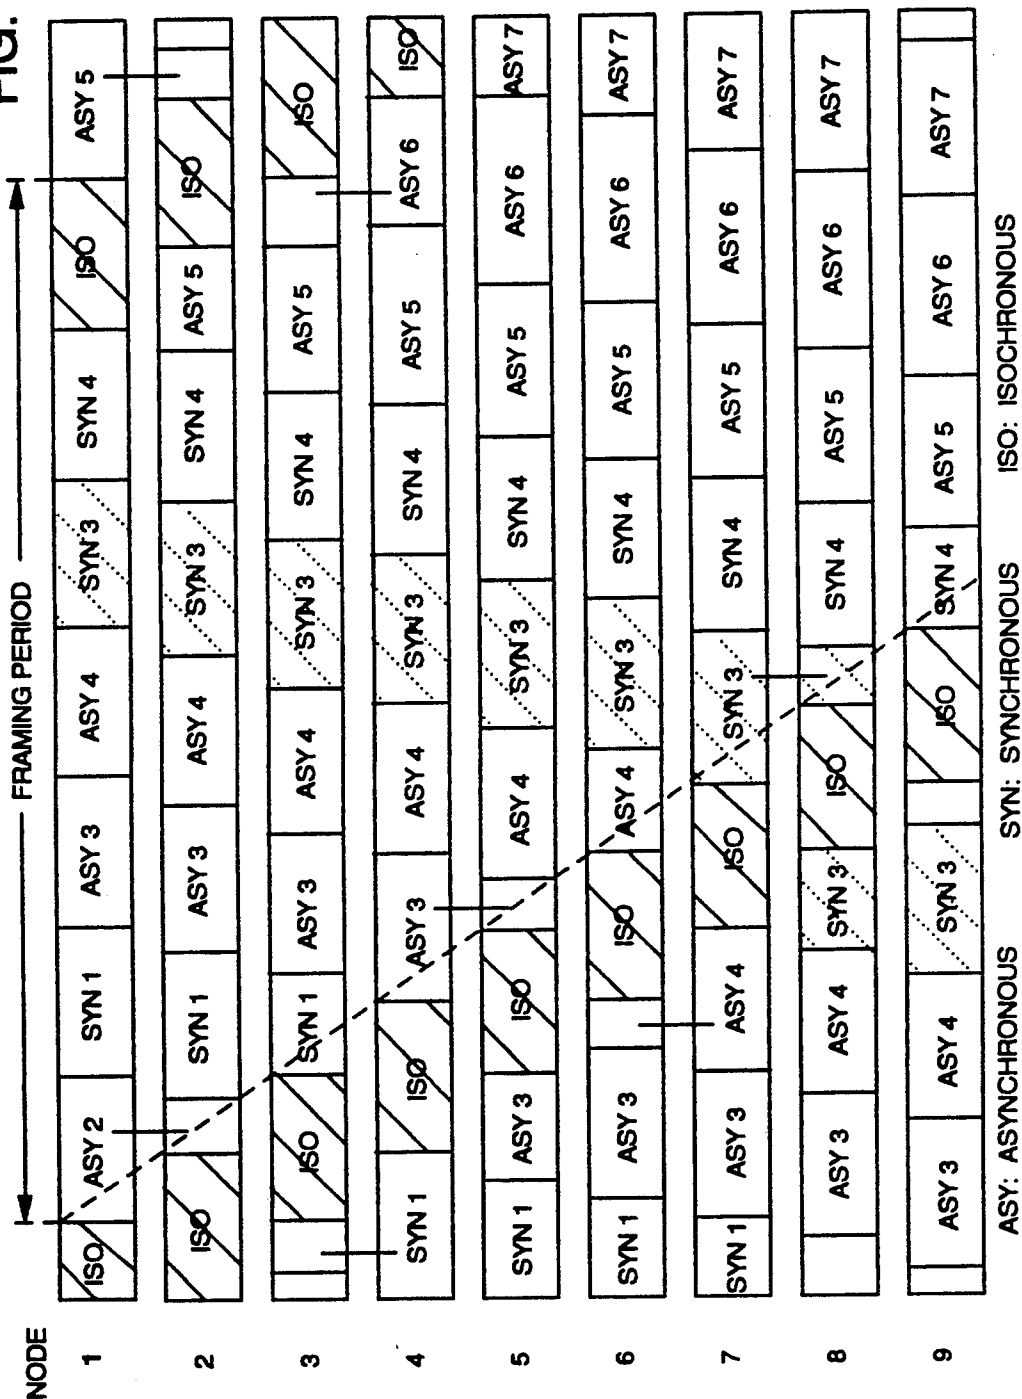 FIG.
FRAMING PERIOD
NODE
1 ISO ASY 2 SYN 1 ASY 3 ASY 4 SYN 3 SYN 4 ISO ASY 5
2 ISO SYN 1 ASY 3 ASY 4 SYN 3 SYN 4 ASY 5 ISO
3 ISO SYN 1 ASY 3 ASY 4 SYN 3 SYN 4 ASY 5 ISO
4 SYN 1 ISO ASY 3 ASY 4 SYN 3 SYN 4 ASY 5 ASY 6 ISO
5 SYN 1 ASY 3 ISO ASY 4 SYN 3 SYN 4 ASY 5 ASY 6 ASY 7
6 SYN 1 ASY 3 ISO ASY 4 SYN 3 SYN 4 ASY 5 ASY 6 ASY 7
7 SYN 1 ASY 3 ASY 4 ISO SYN 3 SYN 4 ASY 5 ASY 6 ASY 7
8 ASY 3 ASY 4 SYN 3 ISO SYN 4 ASY 5 ASY 6 ASY 7
9 ASY 3 ASY 4 SYN 3 ISO SYN 4 ASY 5 ASY 6 ASY 7
ASY: ASYNCHRONOUS SYN: SYNCHRONOUS ISO: ISOCHRONOUS